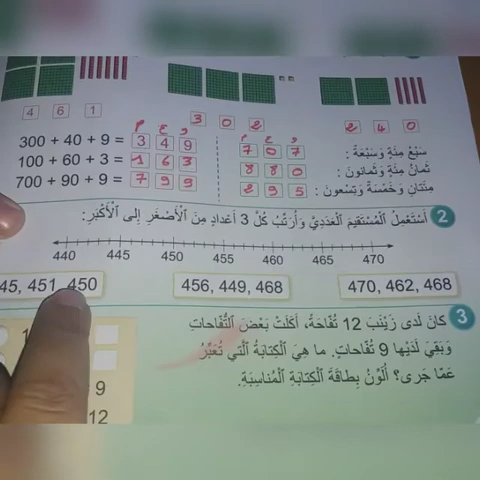 4 6 1
3 0 2
2 4 0
م ع و
300 + 40 + 9 = 3 4 9
100 + 60 + 3 = 1 6 3
700 + 90 + 9 = 7 9 9
م ع و
سَبْعُ مِئَةٍ وَسَبْعَةٌ : 7 0 7
ثَمانُ مِئَةٍ وَثَمانونَ : 8 8 0
مِئَتانِ وَخَمْسَةٌ وَتِسْعونَ : 2 9 5
2 أَسْتَعْمِلُ الْمُسْتَقيمَ الْعَدَدِيَّ وَأُرَتِّبُ كُلَّ 3 أَعْدادٍ مِنَ الْأَصْغَرِ إِلى الْأَكْبَرِ:
440 445 450 455 460 465 470
45, 451, 450
456, 449, 468
470, 462, 468
3 كانَ لَدى زَيْنَبَ 12 تُفّاحَةً، أَكَلَتْ بَعْضَ التُّفّاحاتِ
وَبَقِيَ لَدَيْها 9 تُفّاحاتٍ. ما هِيَ الْكِتابَةُ الَّتي تُعَبِّرُ
عَمّا جَرى؟ أُلَوِّنُ بِطاقَةَ الْكِتابَةِ الْمُناسِبَةِ.
9
12